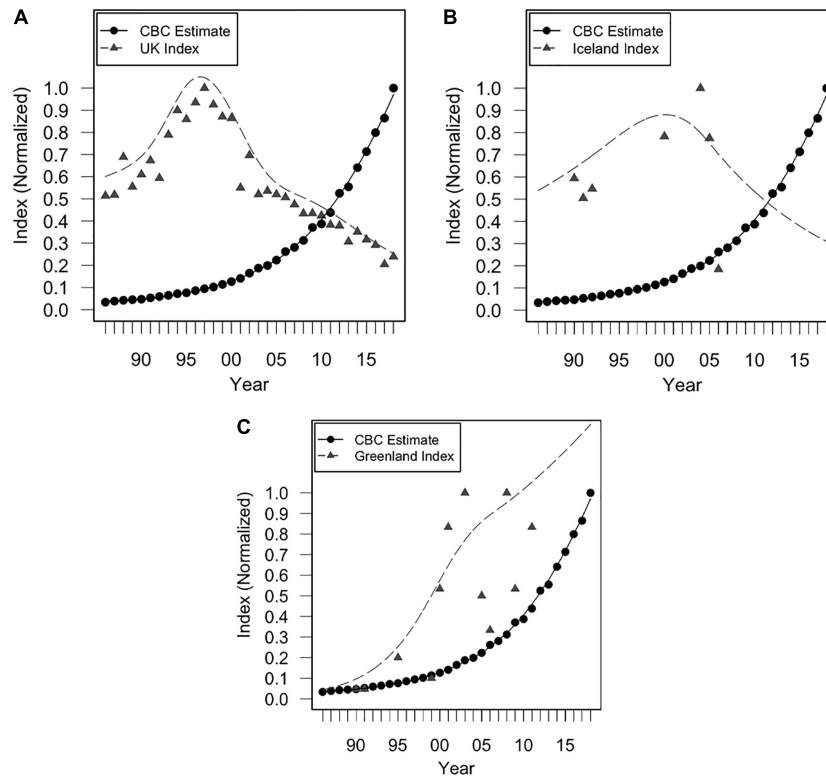 A
CBC Estimate
UK Index
Index (Normalized)
1.0
0.9
0.8
0.7
0.6
0.5
0.4
0.3
0.2
0.1
0.0
90 95 00 05 10 15
Year
B
CBC Estimate
Iceland Index
Index (Normalized)
1.0
0.9
0.8
0.7
0.6
0.5
0.4
0.3
0.2
0.1
0.0
90 95 00 05 10 15
Year
C
CBC Estimate
Greenland Index
Index (Normalized)
1.0
0.9
0.8
0.7
0.6
0.5
0.4
0.3
0.2
0.1
0.0
90 95 00 05 10 15
Year